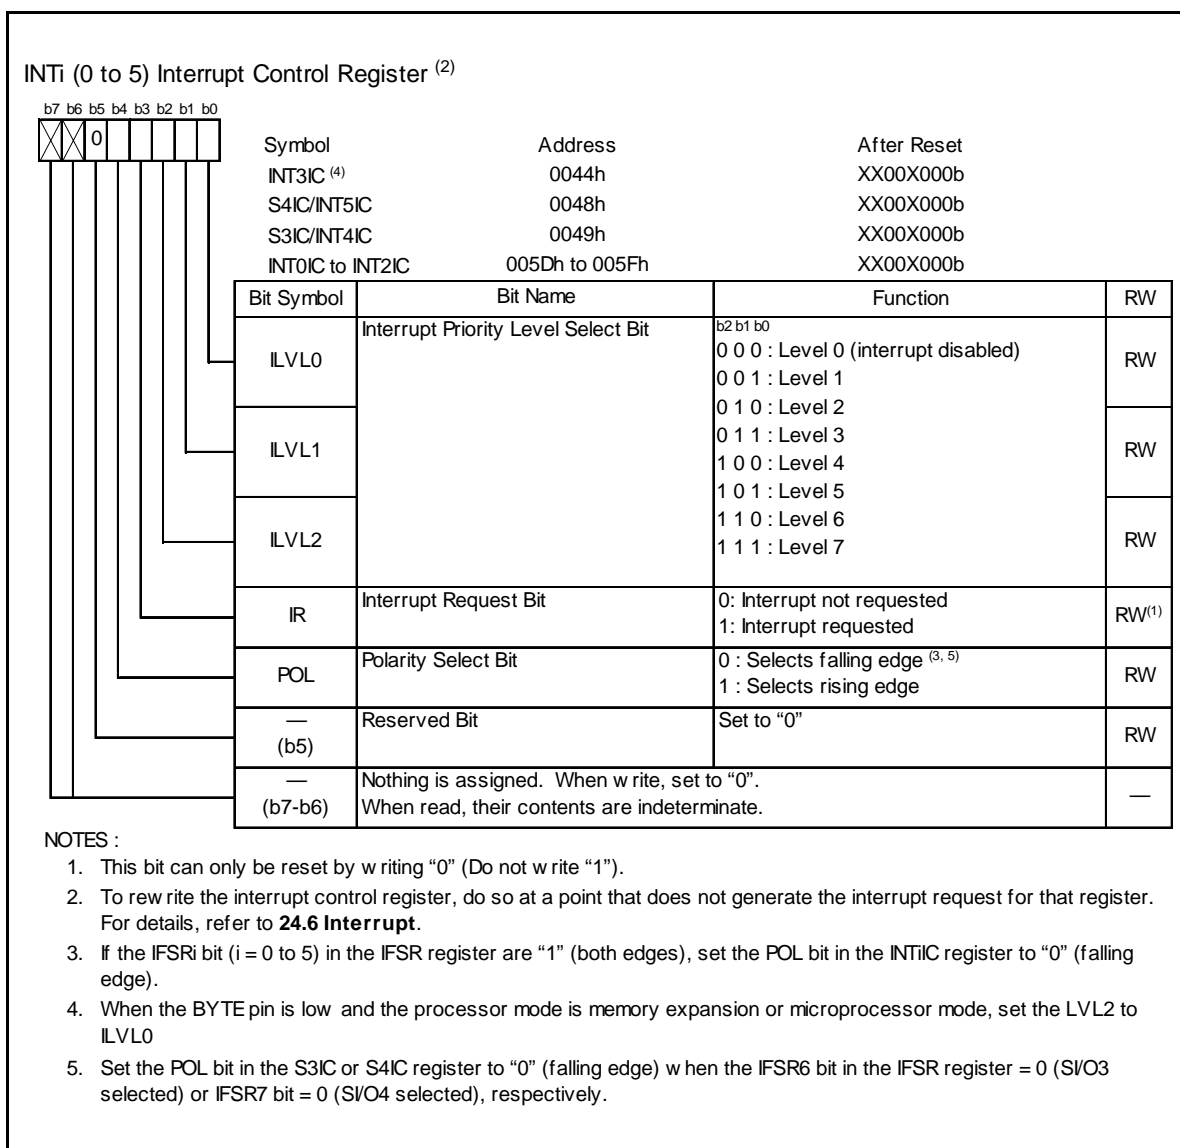 INTi (0 to 5) Interrupt Control Register (2)
b7 b6 b5 b4 b3 b2 b1 b0
0
Symbol Address After Reset
INT3IC (4) 0044h XX00X000b
S4IC/INT5IC 0048h XX00X000b
S3IC/INT4IC 0049h XX00X000b
INT0IC to INT2IC 005Dh to 005Fh XX00X000b
Bit Symbol Bit Name Function RW
ILVL0 Interrupt Priority Level Select Bit b2 b1 b0
0 0 0 : Level 0 (interrupt disabled) RW
0 0 1 : Level 1
0 1 0 : Level 2
ILVL1 0 1 1 : Level 3 RW
1 0 0 : Level 4
1 0 1 : Level 5
ILVL2 1 1 0 : Level 6 RW
1 1 1 : Level 7
IR Interrupt Request Bit 0: Interrupt not requested RW(1)
1: Interrupt requested
POL Polarity Select Bit 0 : Selects falling edge (3, 5) RW
1 : Selects rising edge
— Reserved Bit Set to “0” RW
(b5)
— Nothing is assigned. When write, set to “0”. —
(b7-b6) When read, their contents are indeterminate.
NOTES :
1. This bit can only be reset by writing “0” (Do not write “1”).
2. To rewrite the interrupt control register, do so at a point that does not generate the interrupt request for that register.
For details, refer to 24.6 Interrupt.
3. If the IFSRi bit (i = 0 to 5) in the IFSR register are “1” (both edges), set the POL bit in the INTiIC register to “0” (falling
edge).
4. When the BYTE pin is low and the processor mode is memory expansion or microprocessor mode, set the LVL2 to
ILVL0
5. Set the POL bit in the S3IC or S4IC register to “0” (falling edge) when the IFSR6 bit in the IFSR register = 0 (SI/O3
selected) or IFSR7 bit = 0 (SI/O4 selected), respectively.